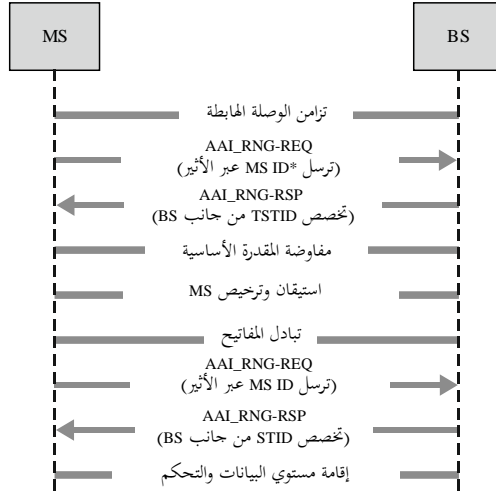 MS
BS
تزامن الوصلة الهابطة
AAI_RNG-REQ
(ترسل MS ID* عبر الأثير)
AAI_RNG-RSP
(تخصص TSTID من جانب BS)
مفاوضة المقدرة الأساسية
استيقان وترخيص MS
تبادل المفاتيح
AAI_RNG-REQ
(ترسل MS ID عبر الأثير)
AAI_RNG-RSP
(تخصص STID من جانب BS)
إقامة مستوي البيانات والتحكم